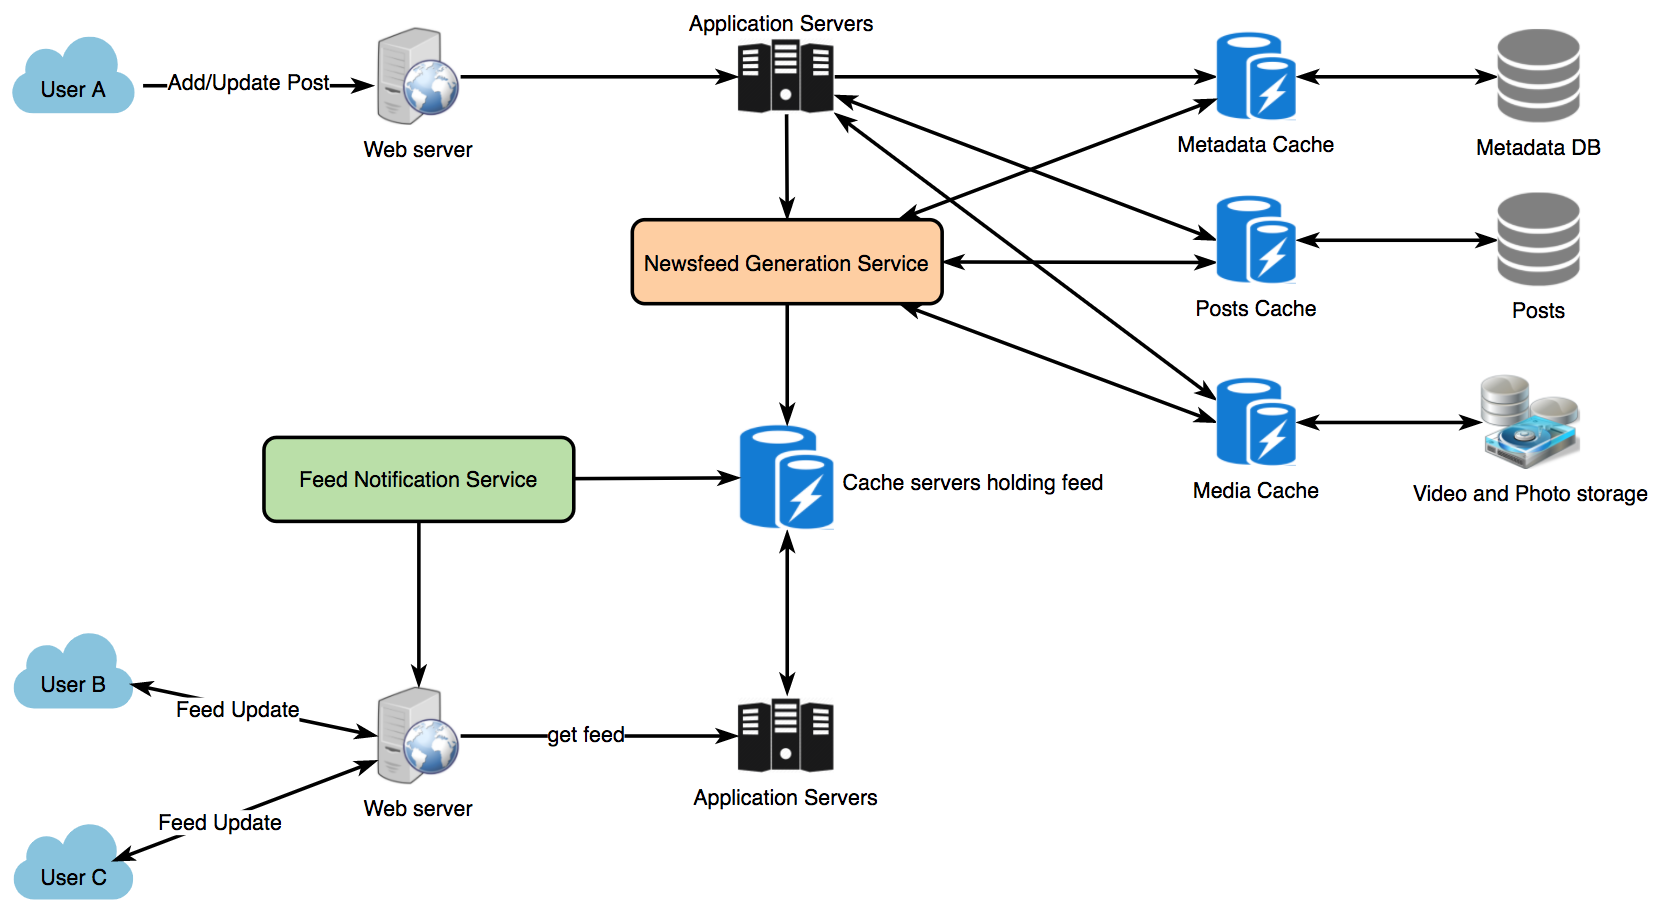 Application Servers
User A
Add/Update Post
Web server
Metadata Cache
Metadata DB
Newsfeed Generation Service
Posts Cache
Posts
Feed Notification Service
Cache servers holding feed
Media Cache
Video and Photo storage
User B
Feed Update
get feed
Web server
Application Servers
Feed Update
User C